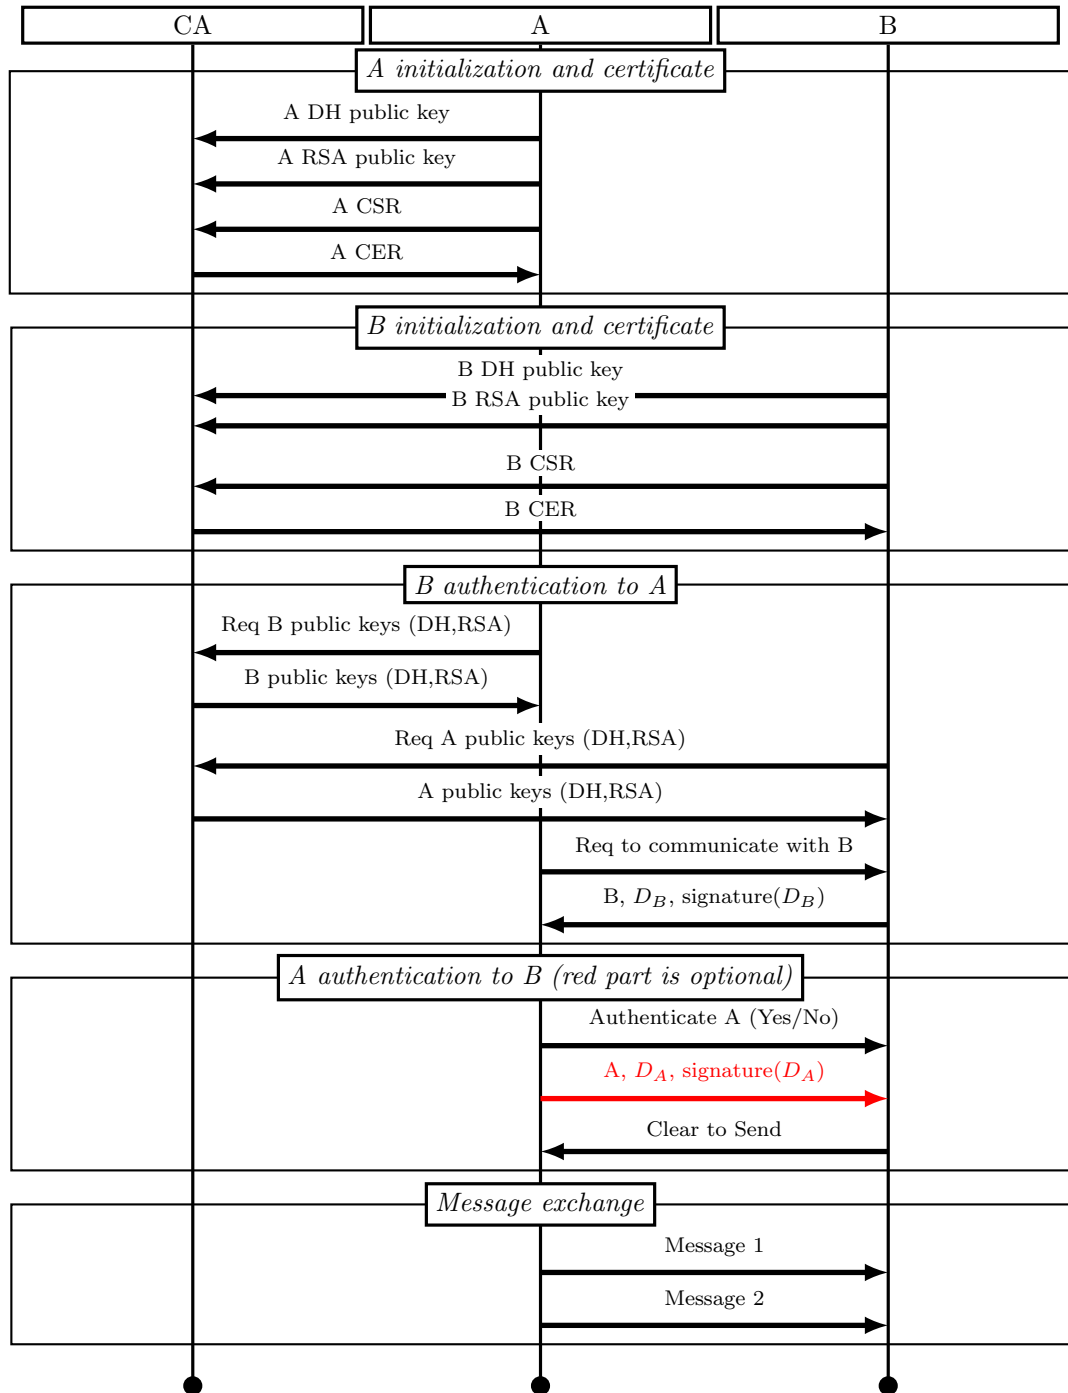 CA
A
B
A initialization and certificate
A DH public key
A RSA public key
A CSR
A CER
B initialization and certificate
B DH public key
B RSA public key
B CSR
B CER
B authentication to A
Req B public keys (DH,RSA)
B public keys (DH,RSA)
Req A public keys (DH,RSA)
A public keys (DH,RSA)
Req to communicate with B
B, D_B, signature(D_B)
A authentication to B (red part is optional)
Authenticate A (Yes/No)
A, D_A, signature(D_A)
Clear to Send
Message exchange
Message 1
Message 2